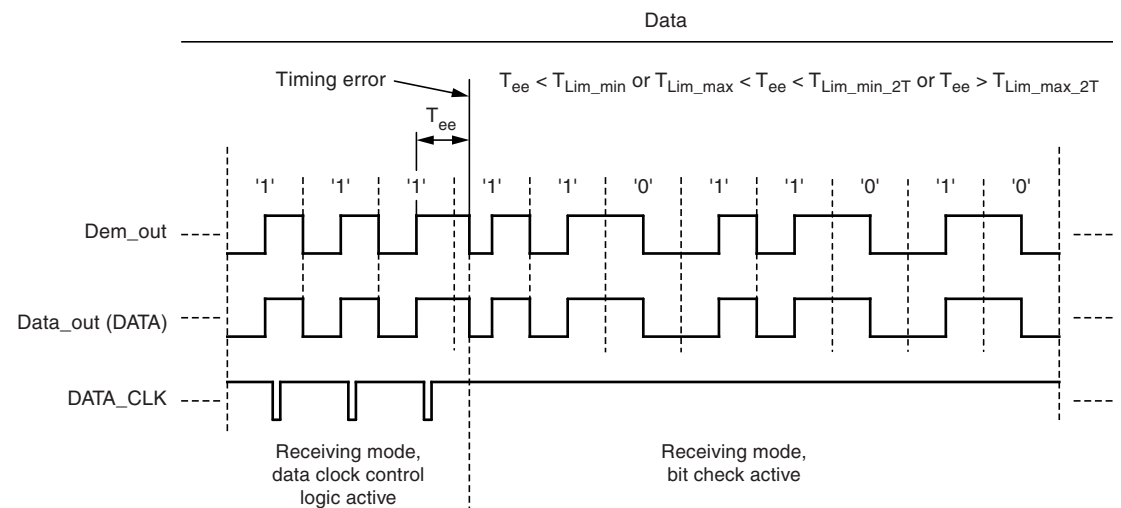 Data
Timing error
T_ee < T_Lim_min or T_Lim_max < T_ee < T_Lim_min_2T or T_ee > T_Lim_max_2T
T_ee
'1' '1' '1' '1' '1' '0' '1' '1' '0' '1' '0'
Dem_out
Data_out (DATA)
DATA_CLK
Receiving mode,
data clock control
logic active
Receiving mode,
bit check active